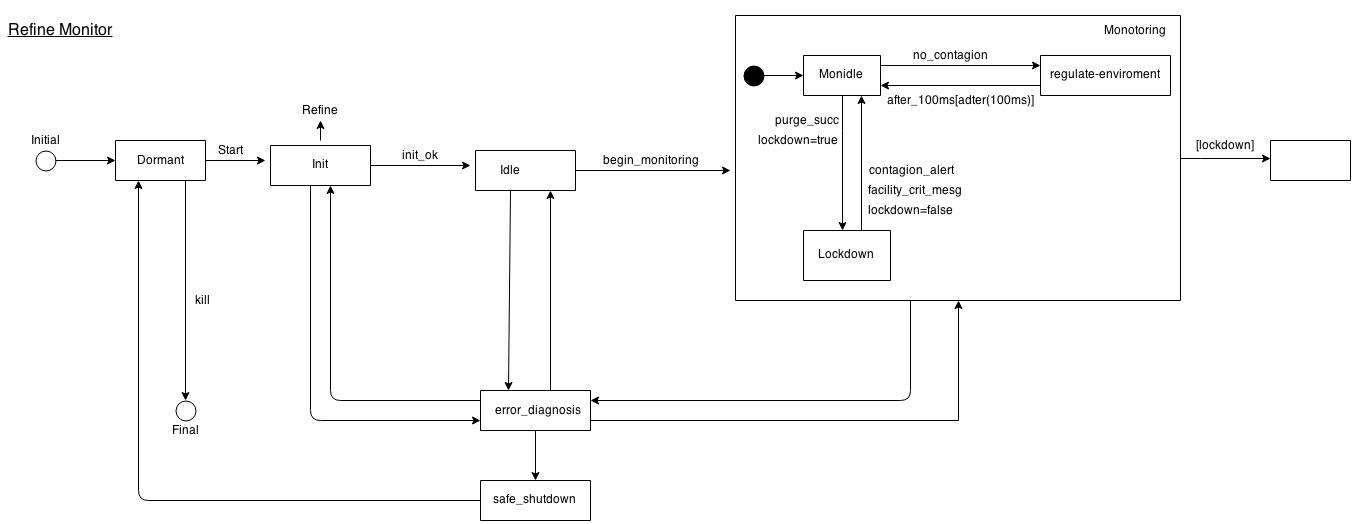 Refine Monitor
Monotoring
no_contagion
Monidle
regulate-enviroment
after_100ms[adter(100ms)]
Refine
purge_succ
lockdown=true
Initial
Start
init_ok
begin_monitoring
[lockdown]
Dormant
Init
Idle
contagion_alert
facility_crit_mesg
lockdown=false
Lockdown
kill
error_diagnosis
Final
safe_shutdown